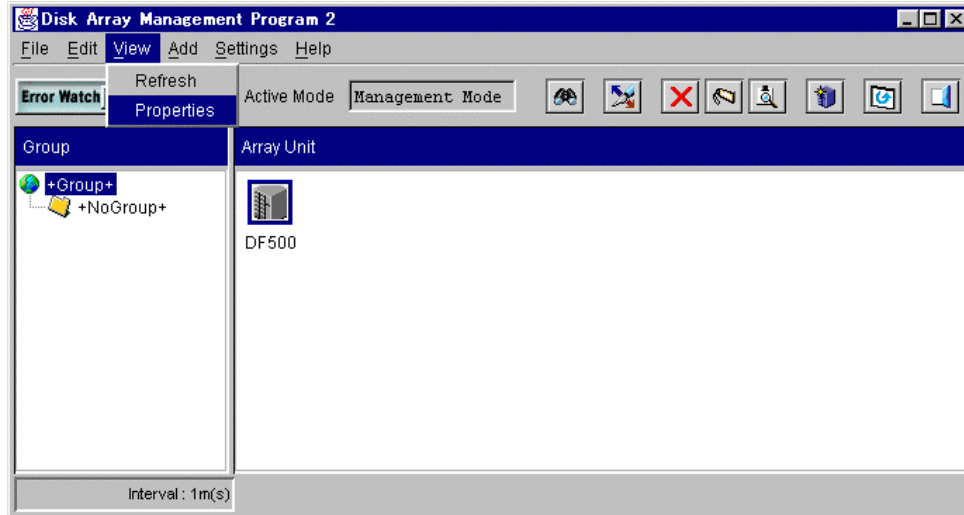 Disk Array Management Program 2
File Edit View Add Settings Help
Refresh
Properties
Error Watch
Active Mode Management Mode
Group
Array Unit
+Group+
+NoGroup+
DF500
Interval : 1m(s)